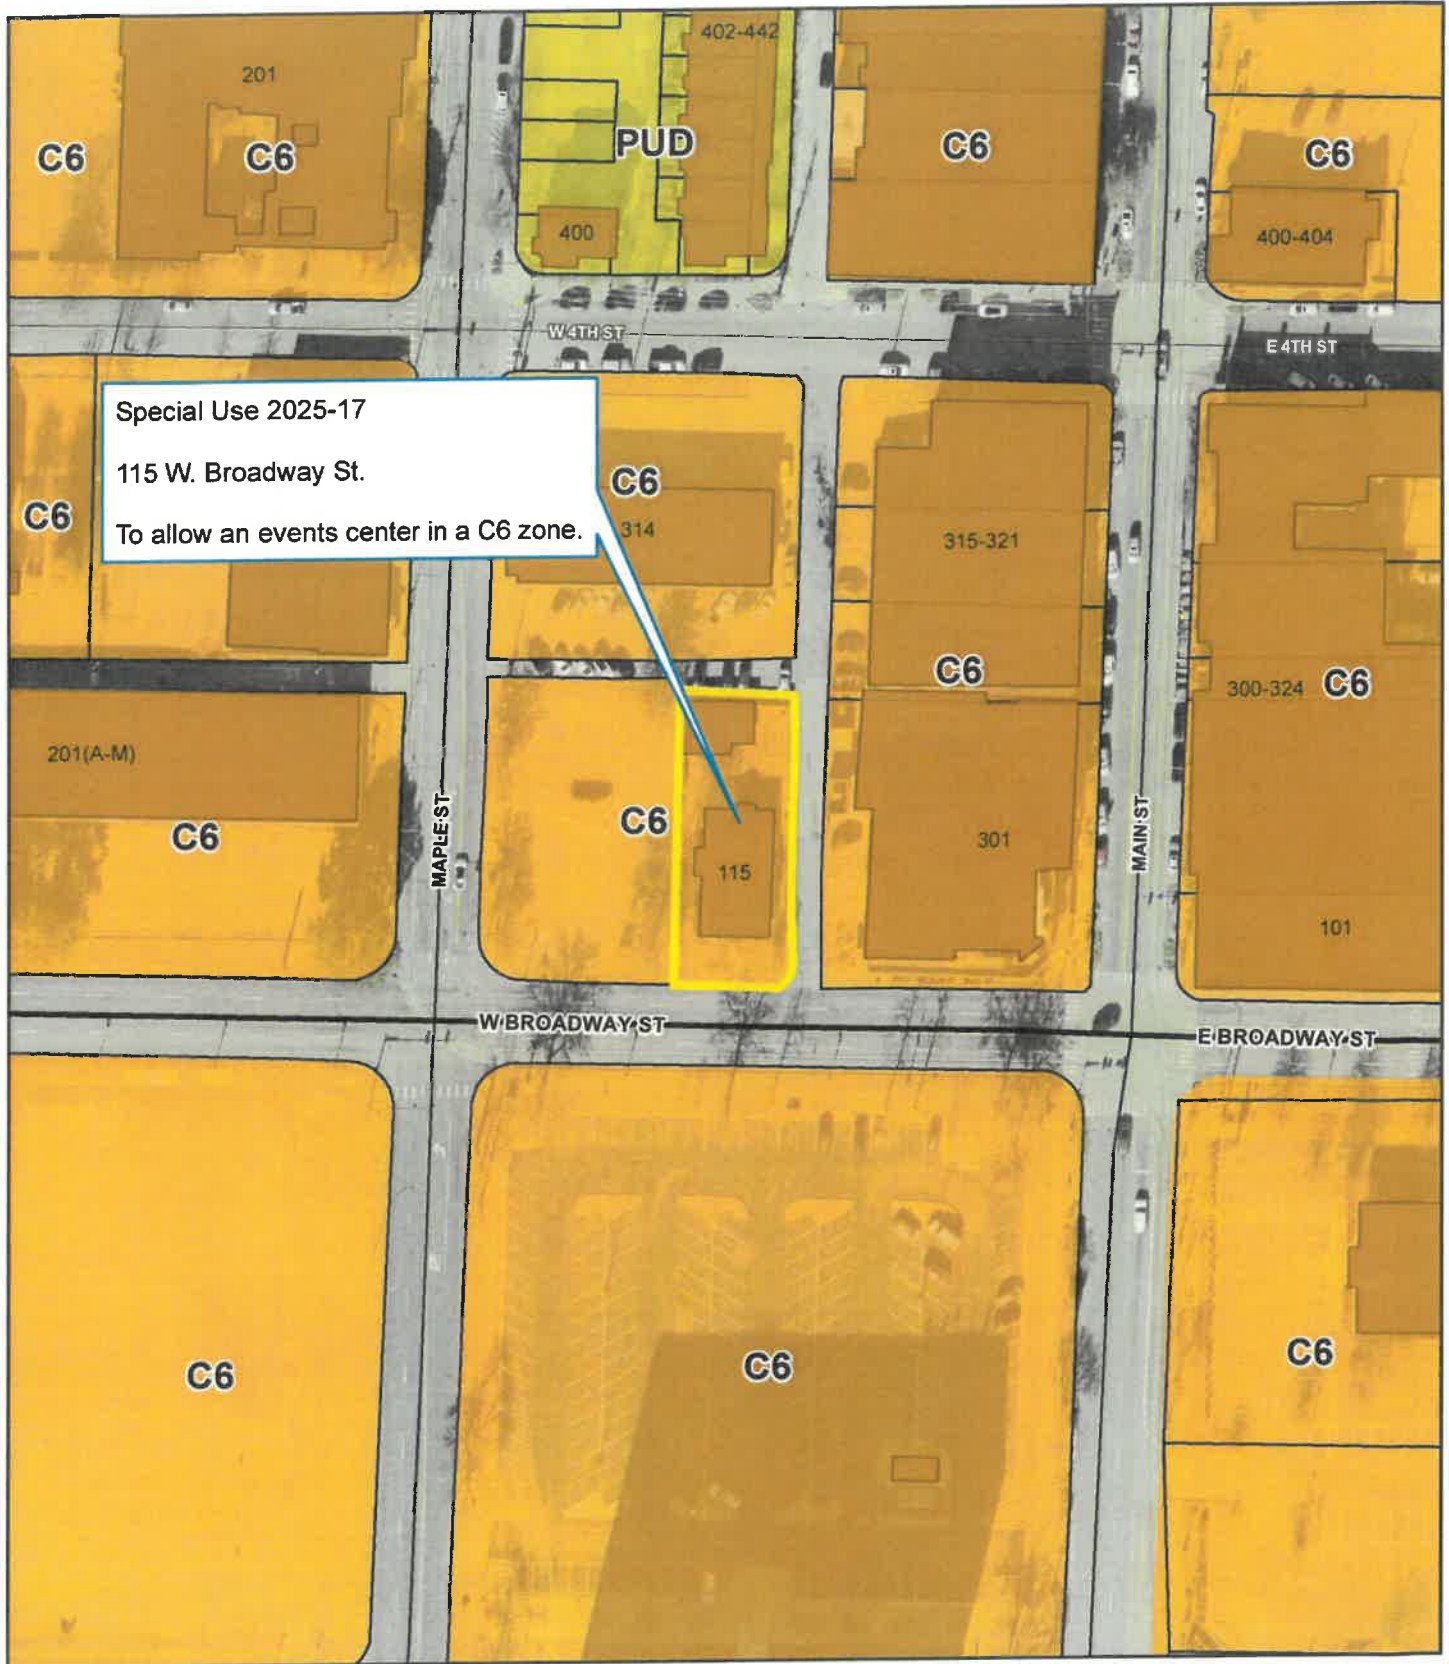 402-442
201
C6
C6
PUD
C6
C6
400
400-404
W 4TH ST
E 4TH ST
Special Use 2025-17
115 W. Broadway St.
To allow an events center in a C6 zone.
C6
C6
314
315-321
C6
300-324
C6
201(A-M)
C6
MAPLE ST
C6
115
301
MAIN ST
101
W BROADWAY ST
E BROADWAY ST
C6
C6
C6